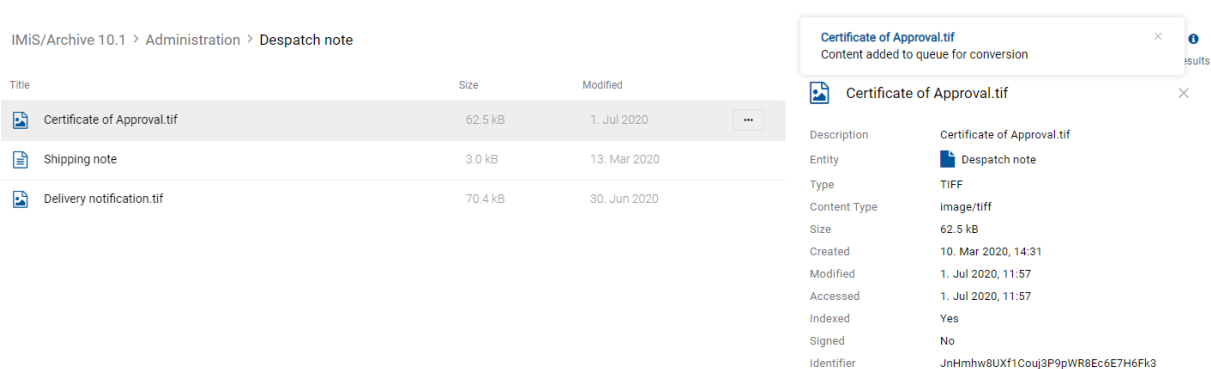 IMiS/Archive 10.1 > Administration > Despatch note
Title Size Modified
Certificate of Approval.tif 62.5 kB 1. Jul 2020 ...
Shipping note 3.0 kB 13. Mar 2020
Delivery notification.tif 70.4 kB 30. Jun 2020
Certificate of Approval.tif
Content added to queue for conversion
Certificate of Approval.tif
Description Certificate of Approval.tif
Entity Despatch note
Type TIFF
Content Type image/tiff
Size 62.5 kB
Created 10. Mar 2020, 14:31
Modified 1. Jul 2020, 11:57
Accessed 1. Jul 2020, 11:57
Indexed Yes
Signed No
Identifier JnHmhw8UXf1Couj3P9pWR8Ec6E7H6Fk3